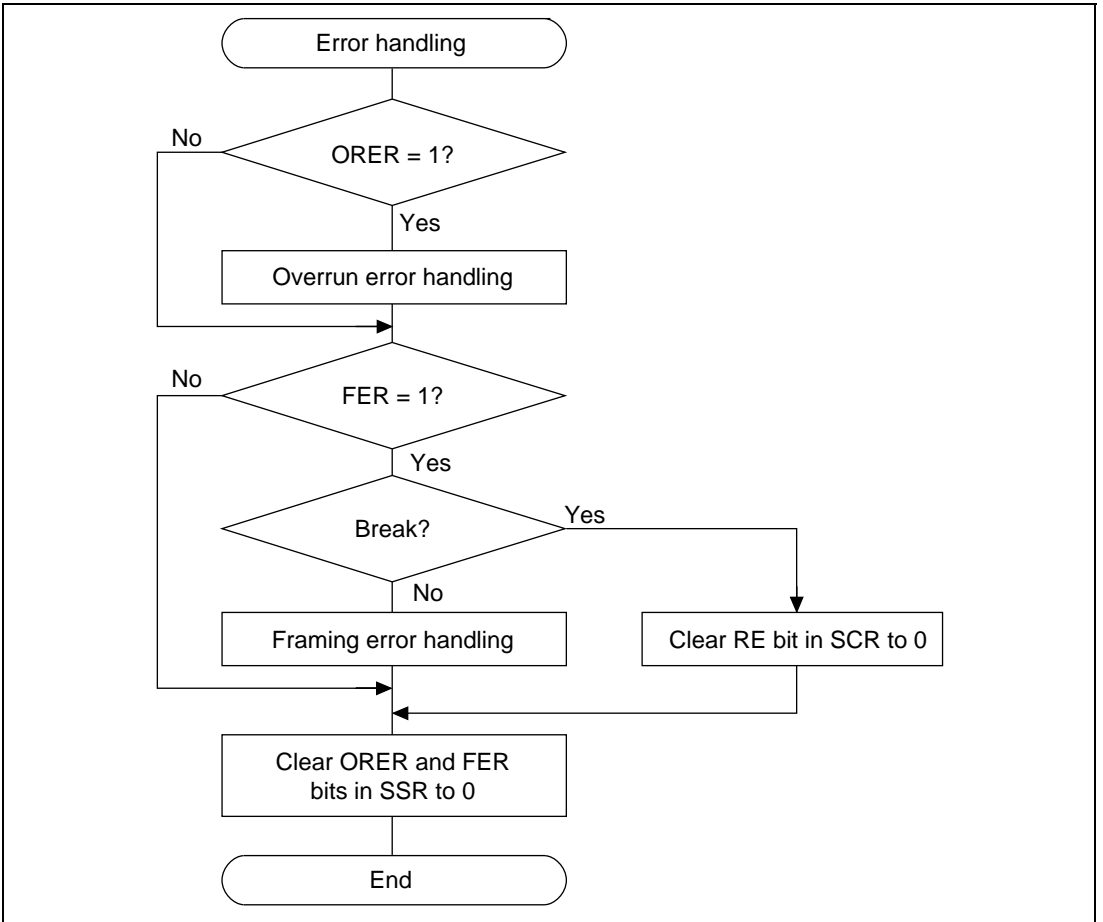 Error handling
No
ORER = 1?
Yes
Overrun error handling
No
FER = 1?
Yes
Break?
Yes
No
Framing error handling
Clear RE bit in SCR to 0
Clear ORER and FER
bits in SSR to 0
End